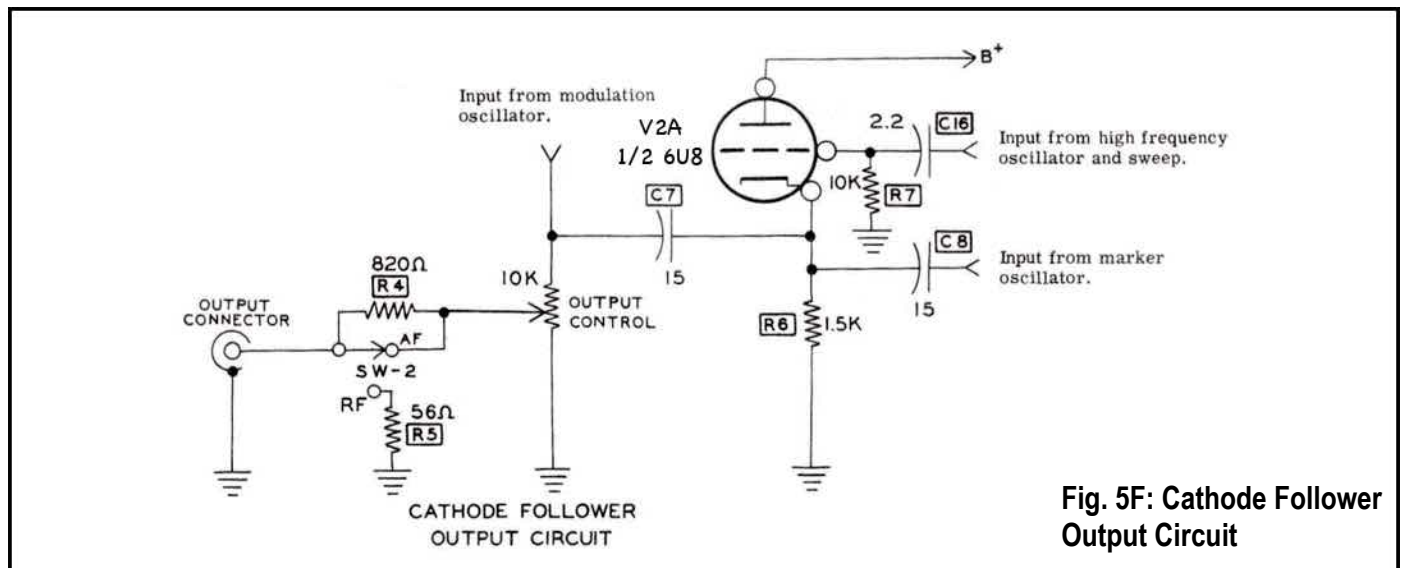 B+
Input from modulation
oscillator.
V2A
1/2 6U8
2.2
C16
Input from high frequency
oscillator and sweep.
10K
R7
C7
15
C8
Input from marker
oscillator.
15
820Ω
R4
10K
OUTPUT
CONTROL
OUTPUT
CONNECTOR
AF
SW-2
RF
56Ω
R5
R6
1.5K
CATHODE FOLLOWER
OUTPUT CIRCUIT
Fig. 5F: Cathode Follower
Output Circuit